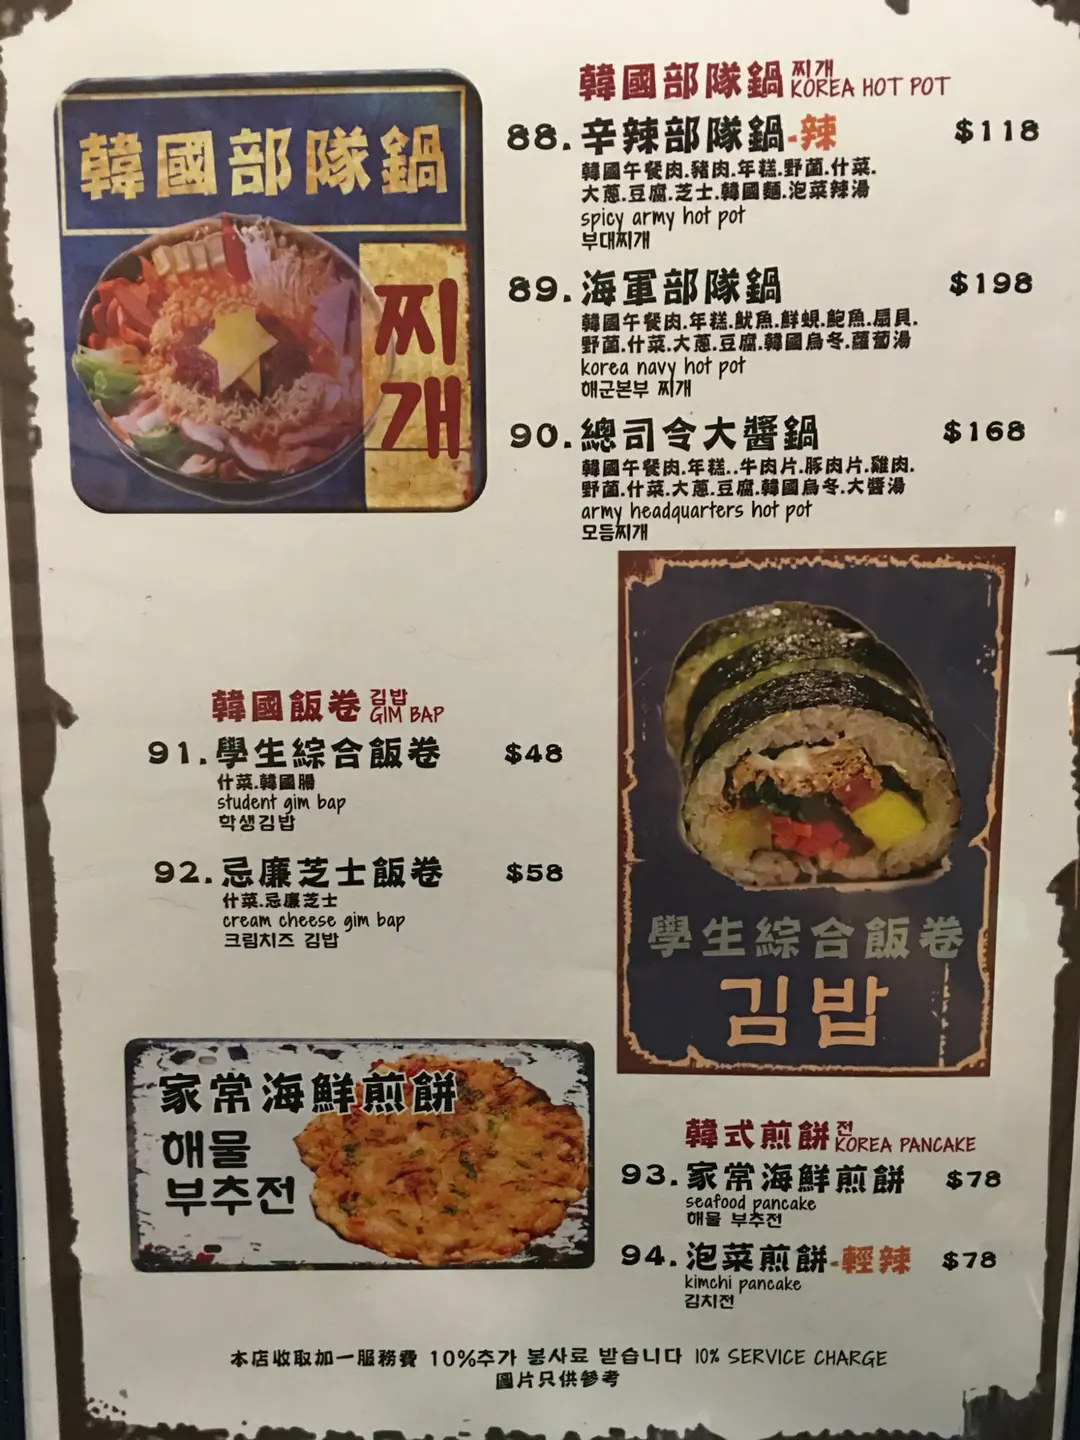 韓國部隊鍋
찌개
韓國部隊鍋 찌개 KOREA HOT POT
88. 辛辣部隊鍋-辣 $118
韓國午餐肉.豬肉.年糕.野菌.什菜.
大蔥.豆腐.芝士.韓國麵.泡菜辣湯
spicy army hot pot
부대찌개
89. 海軍部隊鍋 $198
韓國午餐肉.年糕.魷魚.鮮蜆.鮑魚.扇貝.
野菌.什菜.大蔥.豆腐.韓國烏冬.蘿蔔湯
korea navy hot pot
해군본부 찌개
90. 總司令大醬鍋 $168
韓國午餐肉.年糕..牛肉片.豚肉片.雞肉.
野菌.什菜.大蔥.豆腐.韓國烏冬.大醬湯
army headquarters hot pot
모듬찌개
韓國飯卷 김밥 GIM BAP
91. 學生綜合飯卷 $48
什菜.韓國腸
student gim bap
학생김밥
92. 忌廉芝士飯卷 $58
什菜.忌廉芝士
cream cheese gim bap
크림치즈 김밥
學生綜合飯卷
김밥
家常海鮮煎餅
해물
부추전
韓式煎餅 전 KOREA PANCAKE
93. 家常海鮮煎餅 $78
seafood pancake
해물 부추전
94. 泡菜煎餅-輕辣 $78
kimchi pancake
김치전
本店收取加一服務費 10%추가 봉사료 받습니다 10% SERVICE CHARGE
圖片只供參考